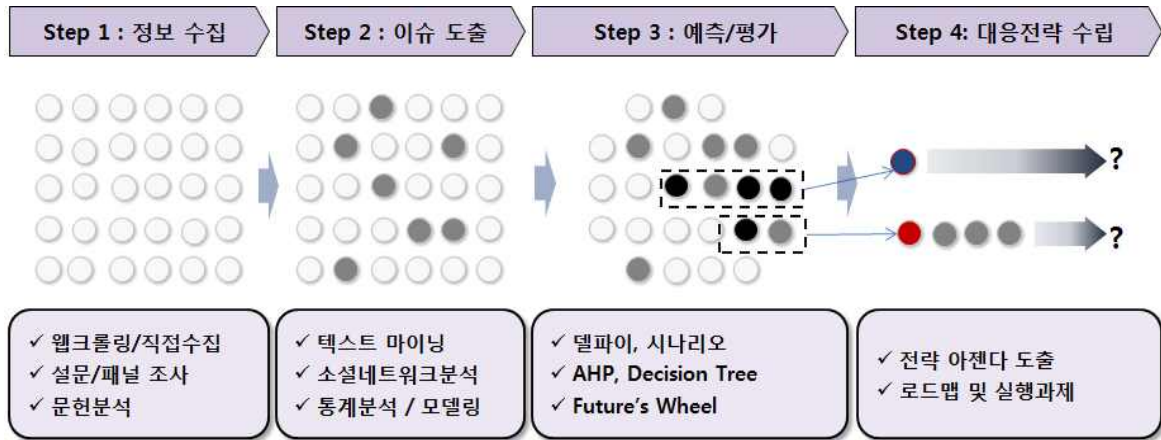 Step 1 : 정보 수집
Step 2 : 이슈 도출
Step 3 : 예측/평가
Step 4: 대응전략 수립
?
?
✓ 웹크롤링/직접수집
✓ 설문/패널 조사
✓ 문헌분석
✓ 텍스트 마이닝
✓ 소셜네트워크분석
✓ 통계분석 / 모델링
✓ 델파이, 시나리오
✓ AHP, Decision Tree
✓ Future's Wheel
✓ 전략 아젠다 도출
✓ 로드맵 및 실행과제